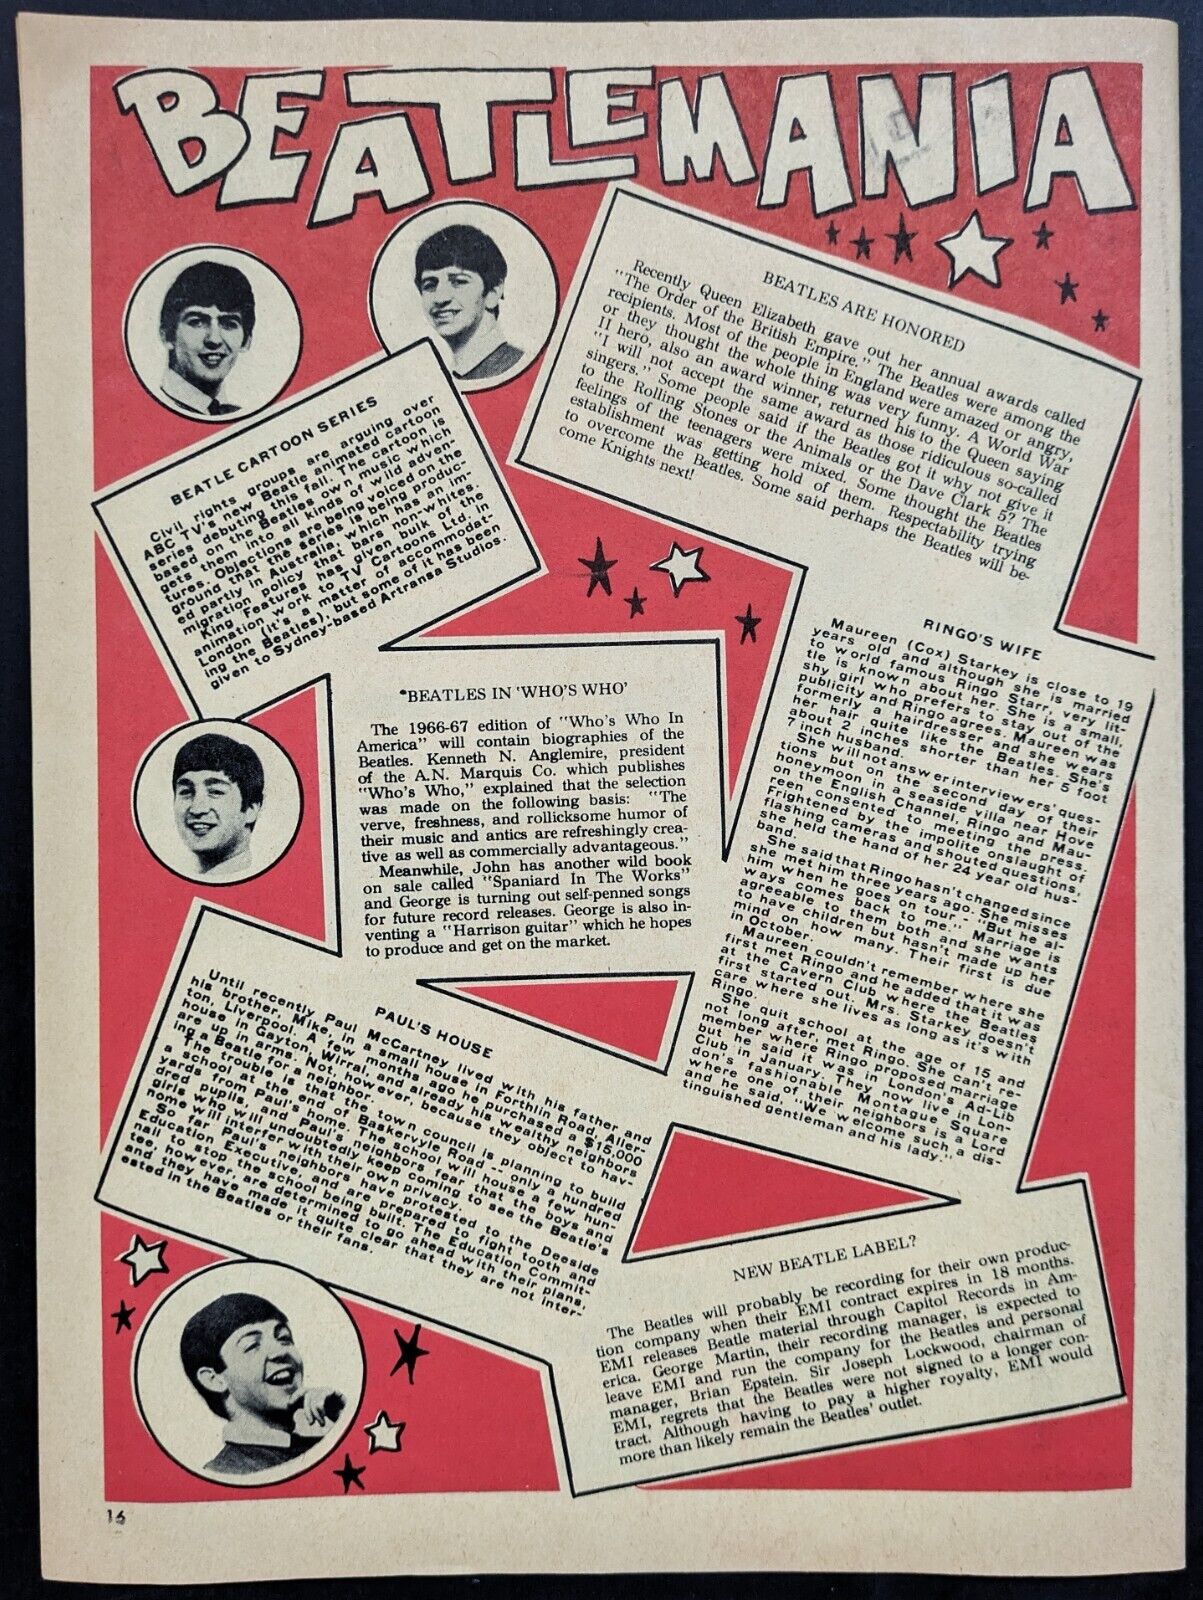 BEATLEMANIA
BEATLES ARE HONORED
Recently Queen Elizabeth gave out her annual awards called
"The Order of the British Empire." The Beatles were among the
recipients. Most of the people in England were amazed or angry,
or they thought the whole thing was very funny. A World War
II hero, also an award winner, returned his to the Queen saying
"I will not accept the same award as those ridiculous so-called
singers." Some people said if the Beatles got it why not give it
to the Rolling Stones or the Animals or the Dave Clark 5? The
feelings of the teenagers were mixed. Some thought the Beatles
establishment was getting hold of them. Respectability trying
to overcome the Beatles. Some said perhaps the Beatles will be-
come Knights next!
BEATLE CARTOON SERIES
Civil rights groups are arguing over
ABC TV's new Beatle animated cartoon
series debuting this fall. The cartoon is
based on the Beatles own music which
gets them into all kinds of wild adven-
tures. Objections are being voiced on the
ground that the series is being produc-
ed partly in Australia, which has an im-
migration policy that bars non-whites.
King Features has given bulk of the
animation work to TV Cartoons Ltd. in
London (it's a matter of accommodat-
ing the Beatles), but some of it has been
given to Sydney-based Artransa Studios.
*BEATLES IN 'WHO'S WHO'
The 1966-67 edition of "Who's Who In
America" will contain biographies of the
Beatles. Kenneth N. Anglemire, president
of the A.N. Marquis Co. which publishes
"Who's Who," explained that the selection
was made on the following basis: "The
verve, freshness, and rollicksome humor of
their music and antics are refreshingly crea-
tive as well as commercially advantageous."
Meanwhile, John has another wild book
on sale called "Spaniard In The Works"
and George is turning out self-penned songs
for future record releases. George is also in-
venting a "Harrison guitar" which he hopes
to produce and get on the market.
RINGO'S WIFE
Maureen (Cox) Starkey is close to 19
years old and although she is married
to world famous Ringo Starr, very lit-
tle is known about her. She is a small,
shy girl who prefers to stay out of the
publicity and Ringo agrees. Maureen was
formerly a hairdresser and she wears
her hair quite like the Beatles. She's
about 2 inches shorter than her 5 foot
7 inch husband.
She will not answer interviewers' ques-
tions but on the second day of their
honeymoon in a seaside villa near Hove
on the English Channel, Ringo and Mau-
reen consented to meeting the press.
Frightened by the impolite onslaught of
flashing cameras and shouted questions,
she held the hand of her 24 year old hus-
band.
She said that Ringo hasn't changed since
she met him three years ago. She misses
him when he goes on tour - "But he al-
ways comes back to me." Marriage is
agreeable to them both and she wants
to have children but hasn't made up her
mind on how many. Their first is due
in October.
Maureen couldn't remember where she
first met Ringo and he added that it was
at the Cavern Club where the Beatles
first started out. Mrs. Starkey doesn't
care where she lives as long as it's with
Ringo.
She quit school at the age of 15 and
not long after, met Ringo. She can't re-
member where Ringo proposed marriage
but he said it was in London's Ad-Lib
Club in January. They now live in Lon-
don's fashionable Montague Square
where one of their neighbors is a Lord
and he said, "We welcome such a dis-
tinguished gentleman and his lady."
PAUL'S HOUSE
Until recently Paul McCartney lived with his father and
his brother, Mike, in a small house in Forthlin Road, Aller-
ton, Liverpool. A few months ago he purchased a $15,000
house in Gayton, Wirral, and already his wealthy neighbors
are up in arms. Not, however, because they object to hav-
ing a Beatle for a neighbor.
The trouble is that the town council is planning to build
a school at the end of Baskervyle Road -- only a hundred
yards from Paul's home. The school will house a few hun-
dred pupils, and Paul's neighbors fear that the boys and
girls who will undoubtedly keep coming to see the Beatle's
home will interfer with their own privacy.
So far Paul's neighbors have protested to the Deeside
Education Executive, and are prepared to fight tooth and
nail to stop the school being built. The Education Commit-
tee, however, are determined to go ahead with their plans,
and they have made it quite clear that they are not inter-
ested in the Beatles or their fans.
NEW BEATLE LABEL?
The Beatles will probably be recording for their own produc-
tion company when their EMI contract expires in 18 months.
EMI releases Beatle material through Capitol Records in Am-
erica. George Martin, their recording manager, is expected to
leave EMI and run the company for the Beatles and personal
manager, Brian Epstein. Sir Joseph Lockwood, chairman of
EMI, regrets that the Beatles were not signed to a longer con-
tract. Although having to pay a higher royalty, EMI would
more than likely remain the Beatles' outlet.
16